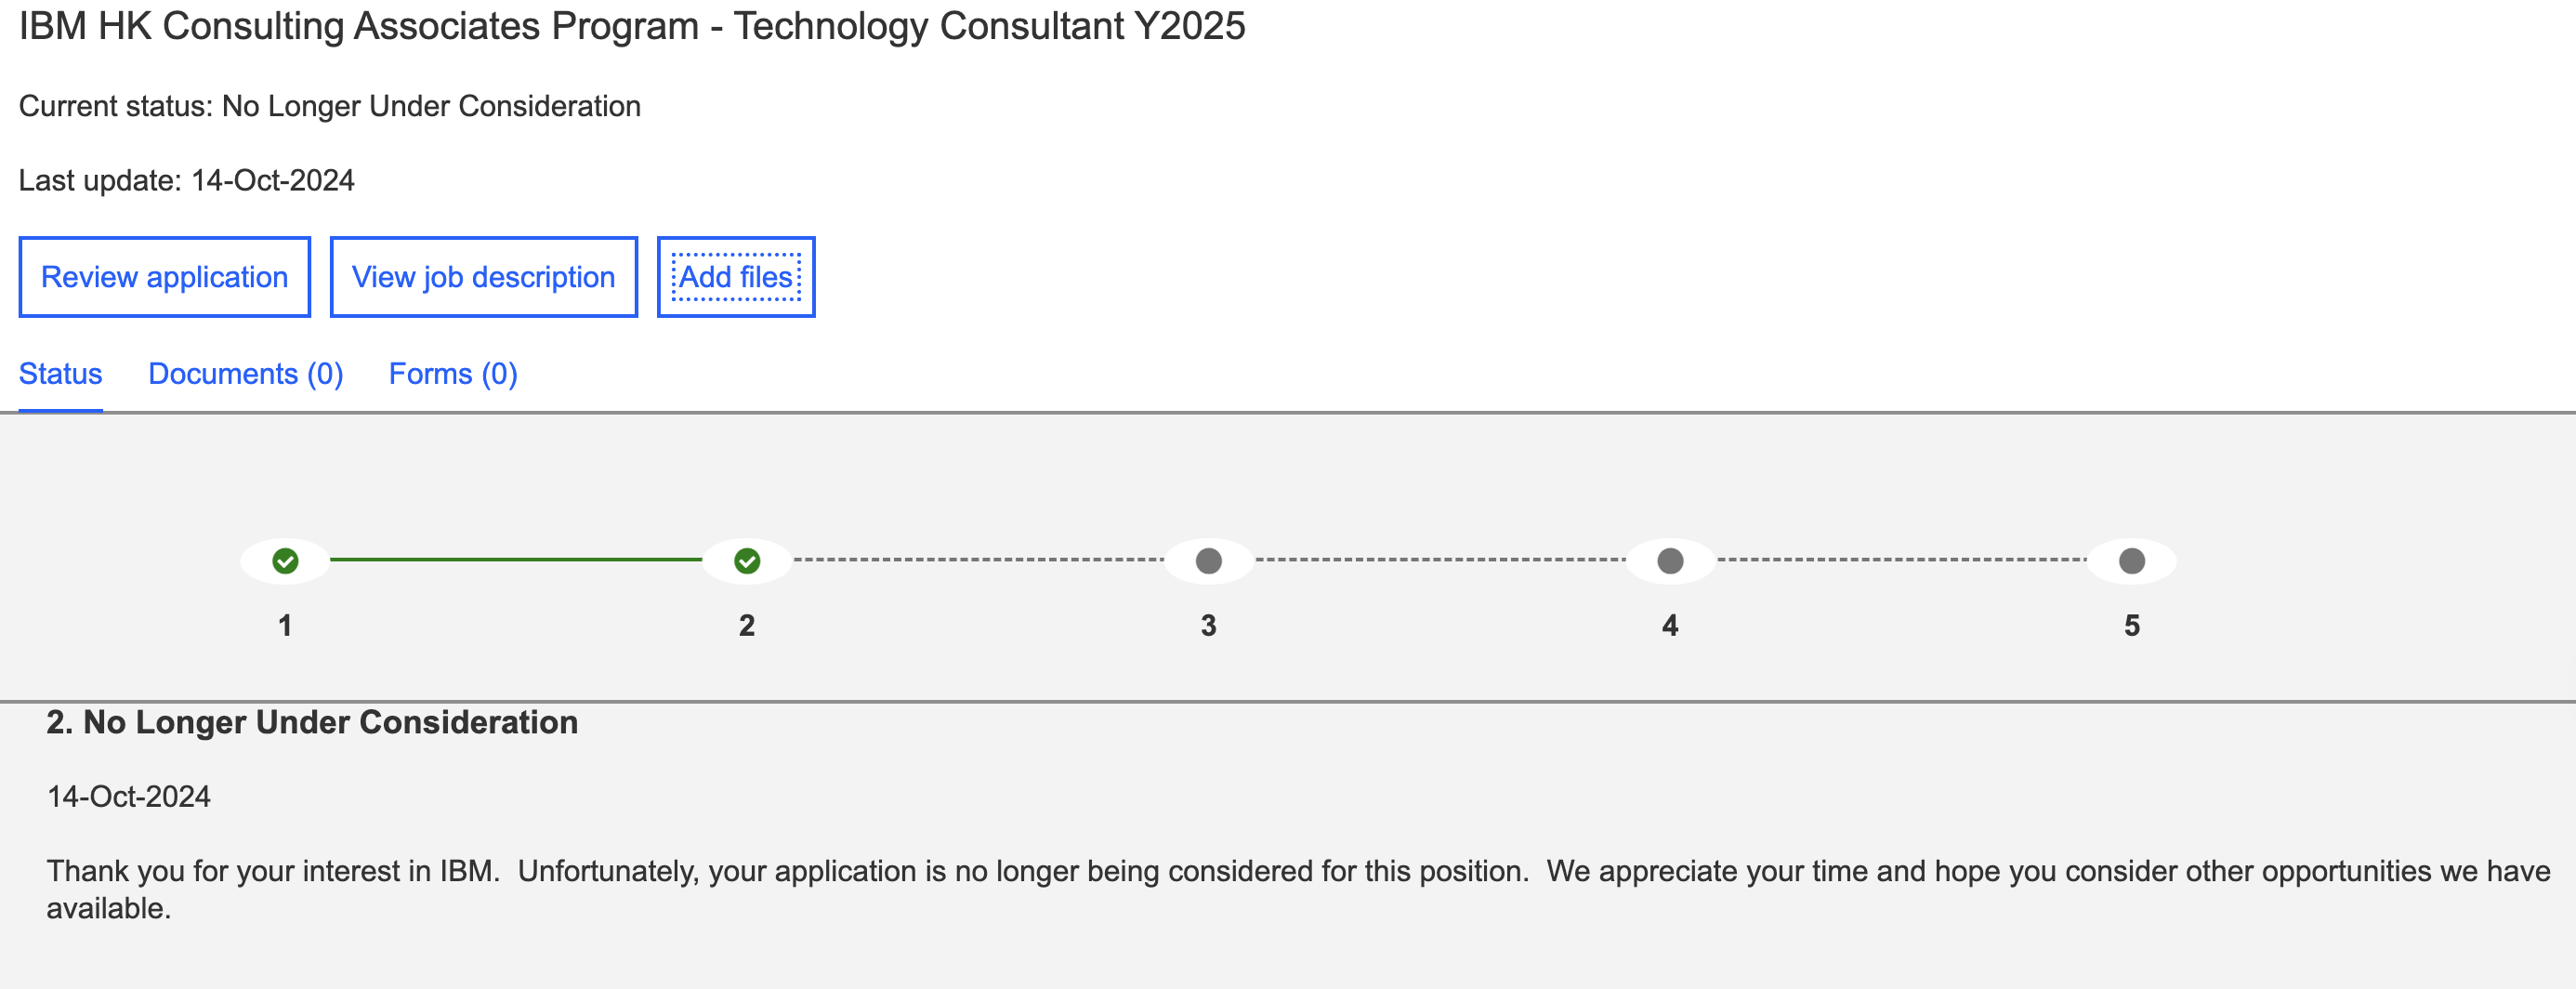 IBM HK Consulting Associates Program - Technology Consultant Y2025
Current status: No Longer Under Consideration
Last update: 14-Oct-2024
Review application View job description Add files
Status Documents (0) Forms (0)
1 2 3 4 5
2. No Longer Under Consideration
14-Oct-2024
Thank you for your interest in IBM.  Unfortunately, your application is no longer being considered for this position.  We appreciate your time and hope you consider other opportunities we have
available.